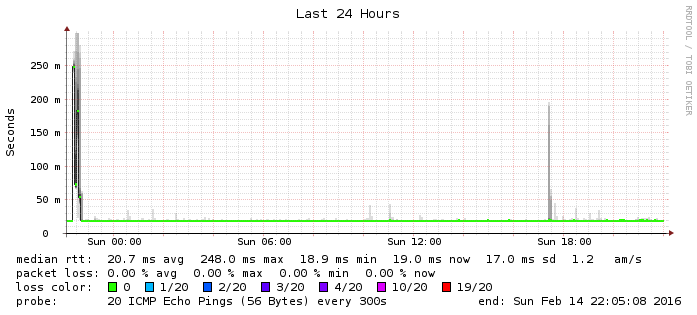 Last 24 Hours
RRDTOOL / TOBI OETIKER
Seconds
250 m
200 m
150 m
100 m
50 m
0
Sun 00:00 Sun 06:00 Sun 12:00 Sun 18:00
median rtt: 20.7 ms avg 248.0 ms max 18.9 ms min 19.0 ms now 17.0 ms sd 1.2 am/s
packet loss: 0.00 % avg 0.00 % max 0.00 % min 0.00 % now
loss color: 0 1/20 2/20 3/20 4/20 10/20 19/20
probe: 20 ICMP Echo Pings (56 Bytes) every 300s end: Sun Feb 14 22:05:08 2016